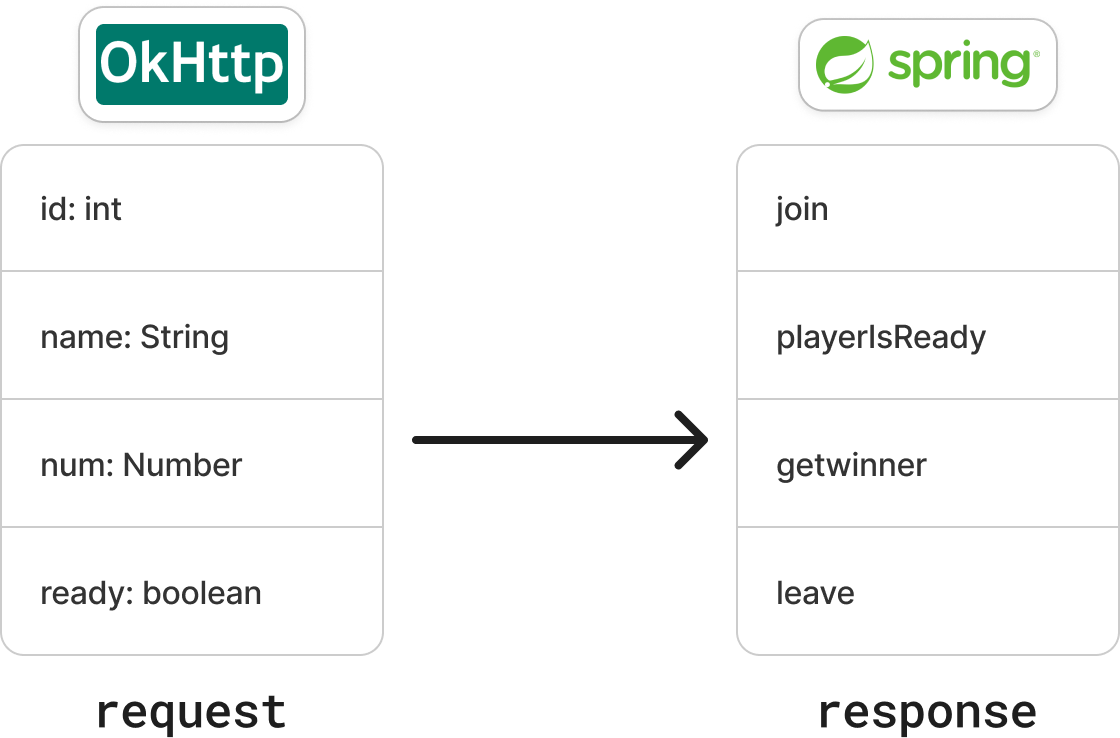 OkHttp
spring®
id: int
name: String
num: Number
ready: boolean
join
playerIsReady
getwinner
leave
request
response